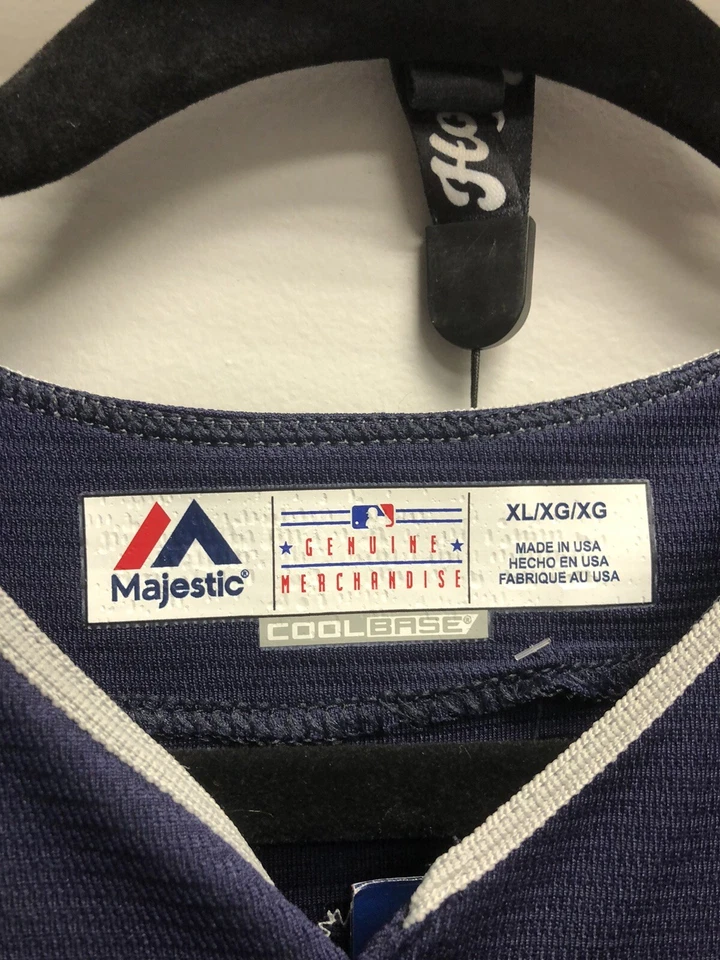 Majestic®
GENUINE
MERCHANDISE
XL/XG/XG
MADE IN USA
HECHO EN USA
FABRIQUE AU USA
COOLBASE®